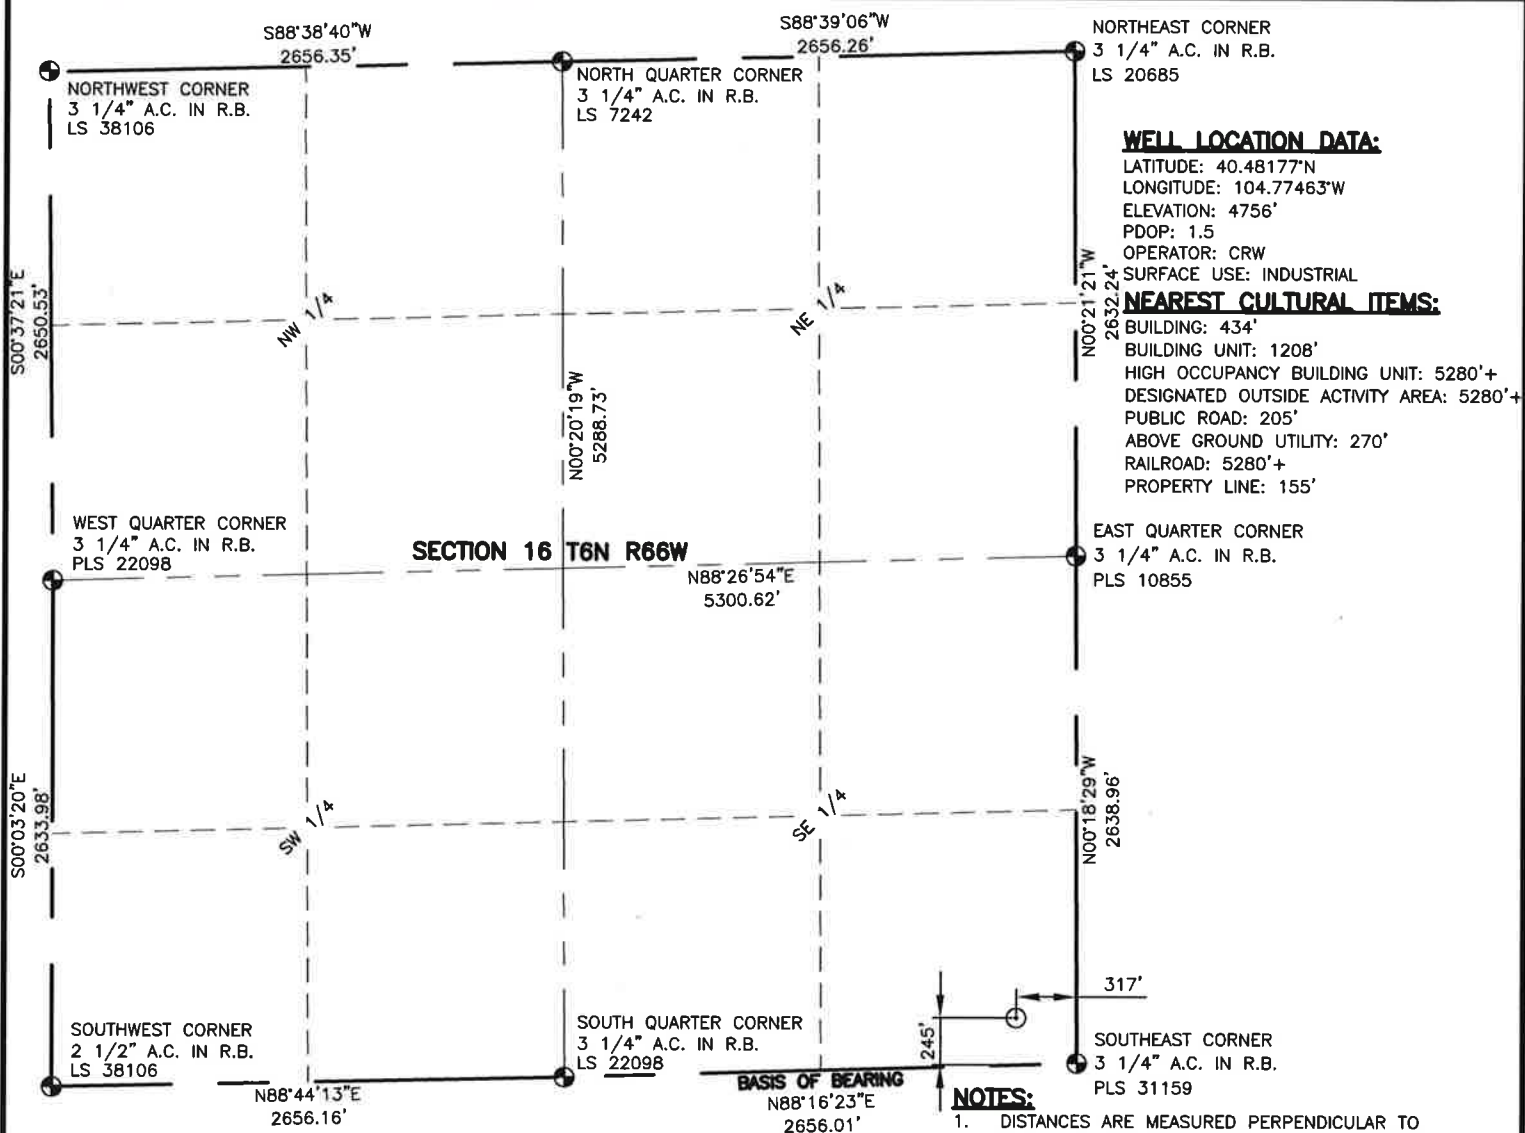 S88°38'40"W
2656.35'
S88°39'06"W
2656.26'
NORTHEAST CORNER
3 1/4" A.C. IN R.B.
LS 20685
NORTHWEST CORNER
3 1/4" A.C. IN R.B.
LS 38106
NORTH QUARTER CORNER
3 1/4" A.C. IN R.B.
LS 7242
WELL LOCATION DATA:
LATITUDE: 40.48177°N
LONGITUDE: 104.77463°W
ELEVATION: 4756'
PDOP: 1.5
OPERATOR: CRW
SURFACE USE: INDUSTRIAL
NEAREST CULTURAL ITEMS:
BUILDING: 434'
BUILDING UNIT: 1208'
HIGH OCCUPANCY BUILDING UNIT: 5280'+
DESIGNATED OUTSIDE ACTIVITY AREA: 5280'+
PUBLIC ROAD: 205'
ABOVE GROUND UTILITY: 270'
RAILROAD: 5280'+
PROPERTY LINE: 155'
S00°37'21"E
2650.53'
NW 1/4
NE 1/4
N00°21'21"W
2632.24'
N00°20'19"W
5288.73'
WEST QUARTER CORNER
3 1/4" A.C. IN R.B.
PLS 22098
SECTION 16 T6N R66W
N88°26'54"E
5300.62'
EAST QUARTER CORNER
3 1/4" A.C. IN R.B.
PLS 10855
S00°03'20"E
2633.98'
SW 1/4
SE 1/4
N00°18'29"W
2638.96'
317'
245'
SOUTHWEST CORNER
2 1/2" A.C. IN R.B.
LS 38106
SOUTH QUARTER CORNER
3 1/4" A.C. IN R.B.
LS 22098
SOUTHEAST CORNER
3 1/4" A.C. IN R.B.
PLS 31159
N88°44'13"E
2656.16'
BASIS OF BEARING
N88°16'23"E
2656.01'
NOTES:
1. DISTANCES ARE MEASURED PERPENDICULAR TO